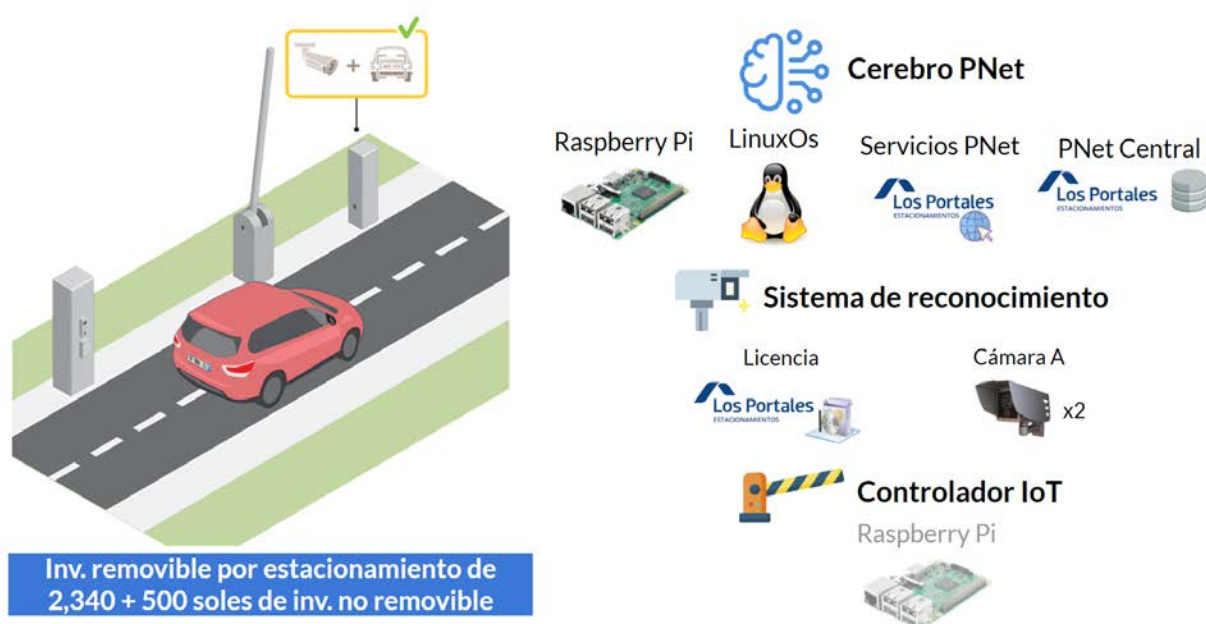 Cerebro PNet
Raspberry Pi
LinuxOs
Servicios PNet
PNet Central
Los Portales
ESTACIONAMIENTOS
Los Portales
ESTACIONAMIENTOS
Sistema de reconocimiento
Licencia
Cámara A
Los Portales
ESTACIONAMIENTOS
x2
Controlador IoT
Raspberry Pi
Inv. removible por estacionamiento de
2,340 + 500 soles de inv. no removible